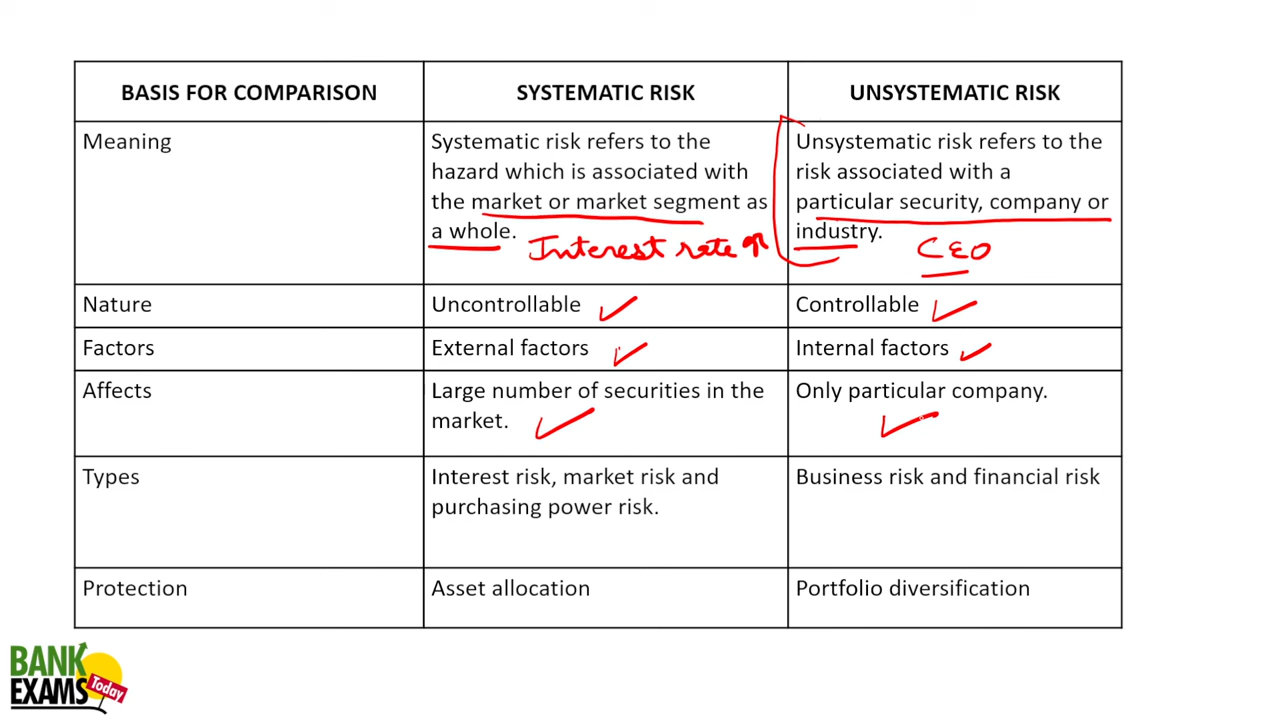 BASIS FOR COMPARISON SYSTEMATIC RISK UNSYSTEMATIC RISK
Meaning
Systematic risk refers to the
hazard which is associated with
the market or market segment as
a whole.
Interest rate
Unsystematic risk refers to the
risk associated with a
particular security, company or
industry.
CEO
Nature
Uncontrollable
Controllable
Factors
External factors
Internal factors
Affects
Large number of securities in the
market.
Only particular company.
Types
Interest risk, market risk and
purchasing power risk.
Business risk and financial risk
Protection
Asset allocation
Portfolio diversification
BANK
EXAMS
Today